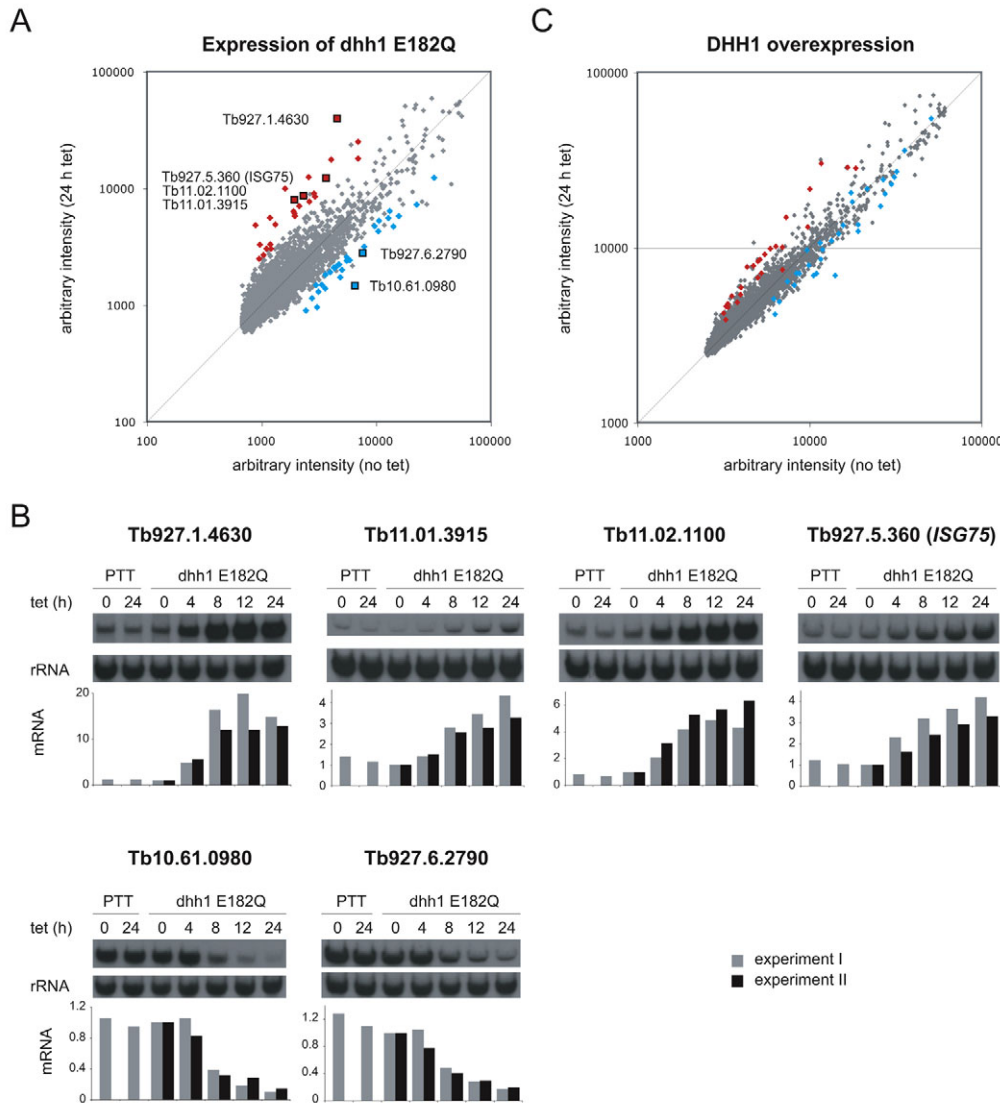 A
Expression of dhh1 E182Q
100000
10000
1000
100
arbitrary intensity (24 h tet)
Tb927.1.4630
Tb927.5.360 (ISG75)
Tb11.02.1100
Tb11.01.3915
Tb927.6.2790
Tb10.61.0980
100 1000 10000 100000
arbitrary intensity (no tet)
C
DHH1 overexpression
100000
10000
1000
arbitrary intensity (24 h tet)
1000 10000 100000
arbitrary intensity (no tet)
B
Tb927.1.4630 Tb11.01.3915 Tb11.02.1100 Tb927.5.360 (ISG75)
PTT dhh1 E182Q PTT dhh1 E182Q PTT dhh1 E182Q PTT dhh1 E182Q
tet (h) 0 24 0 4 8 12 24 0 24 0 4 8 12 24 0 24 0 4 8 12 24 0 24 0 4 8 12 24
rRNA
mRNA
20
10
0
4
3
2
1
0
6
4
2
0
4
3
2
1
0
Tb10.61.0980 Tb927.6.2790
PTT dhh1 E182Q PTT dhh1 E182Q
tet (h) 0 24 0 4 8 12 24 0 24 0 4 8 12 24
rRNA
mRNA
1.2
0.8
0.4
0
1.2
0.8
0.4
0
experiment I
experiment II